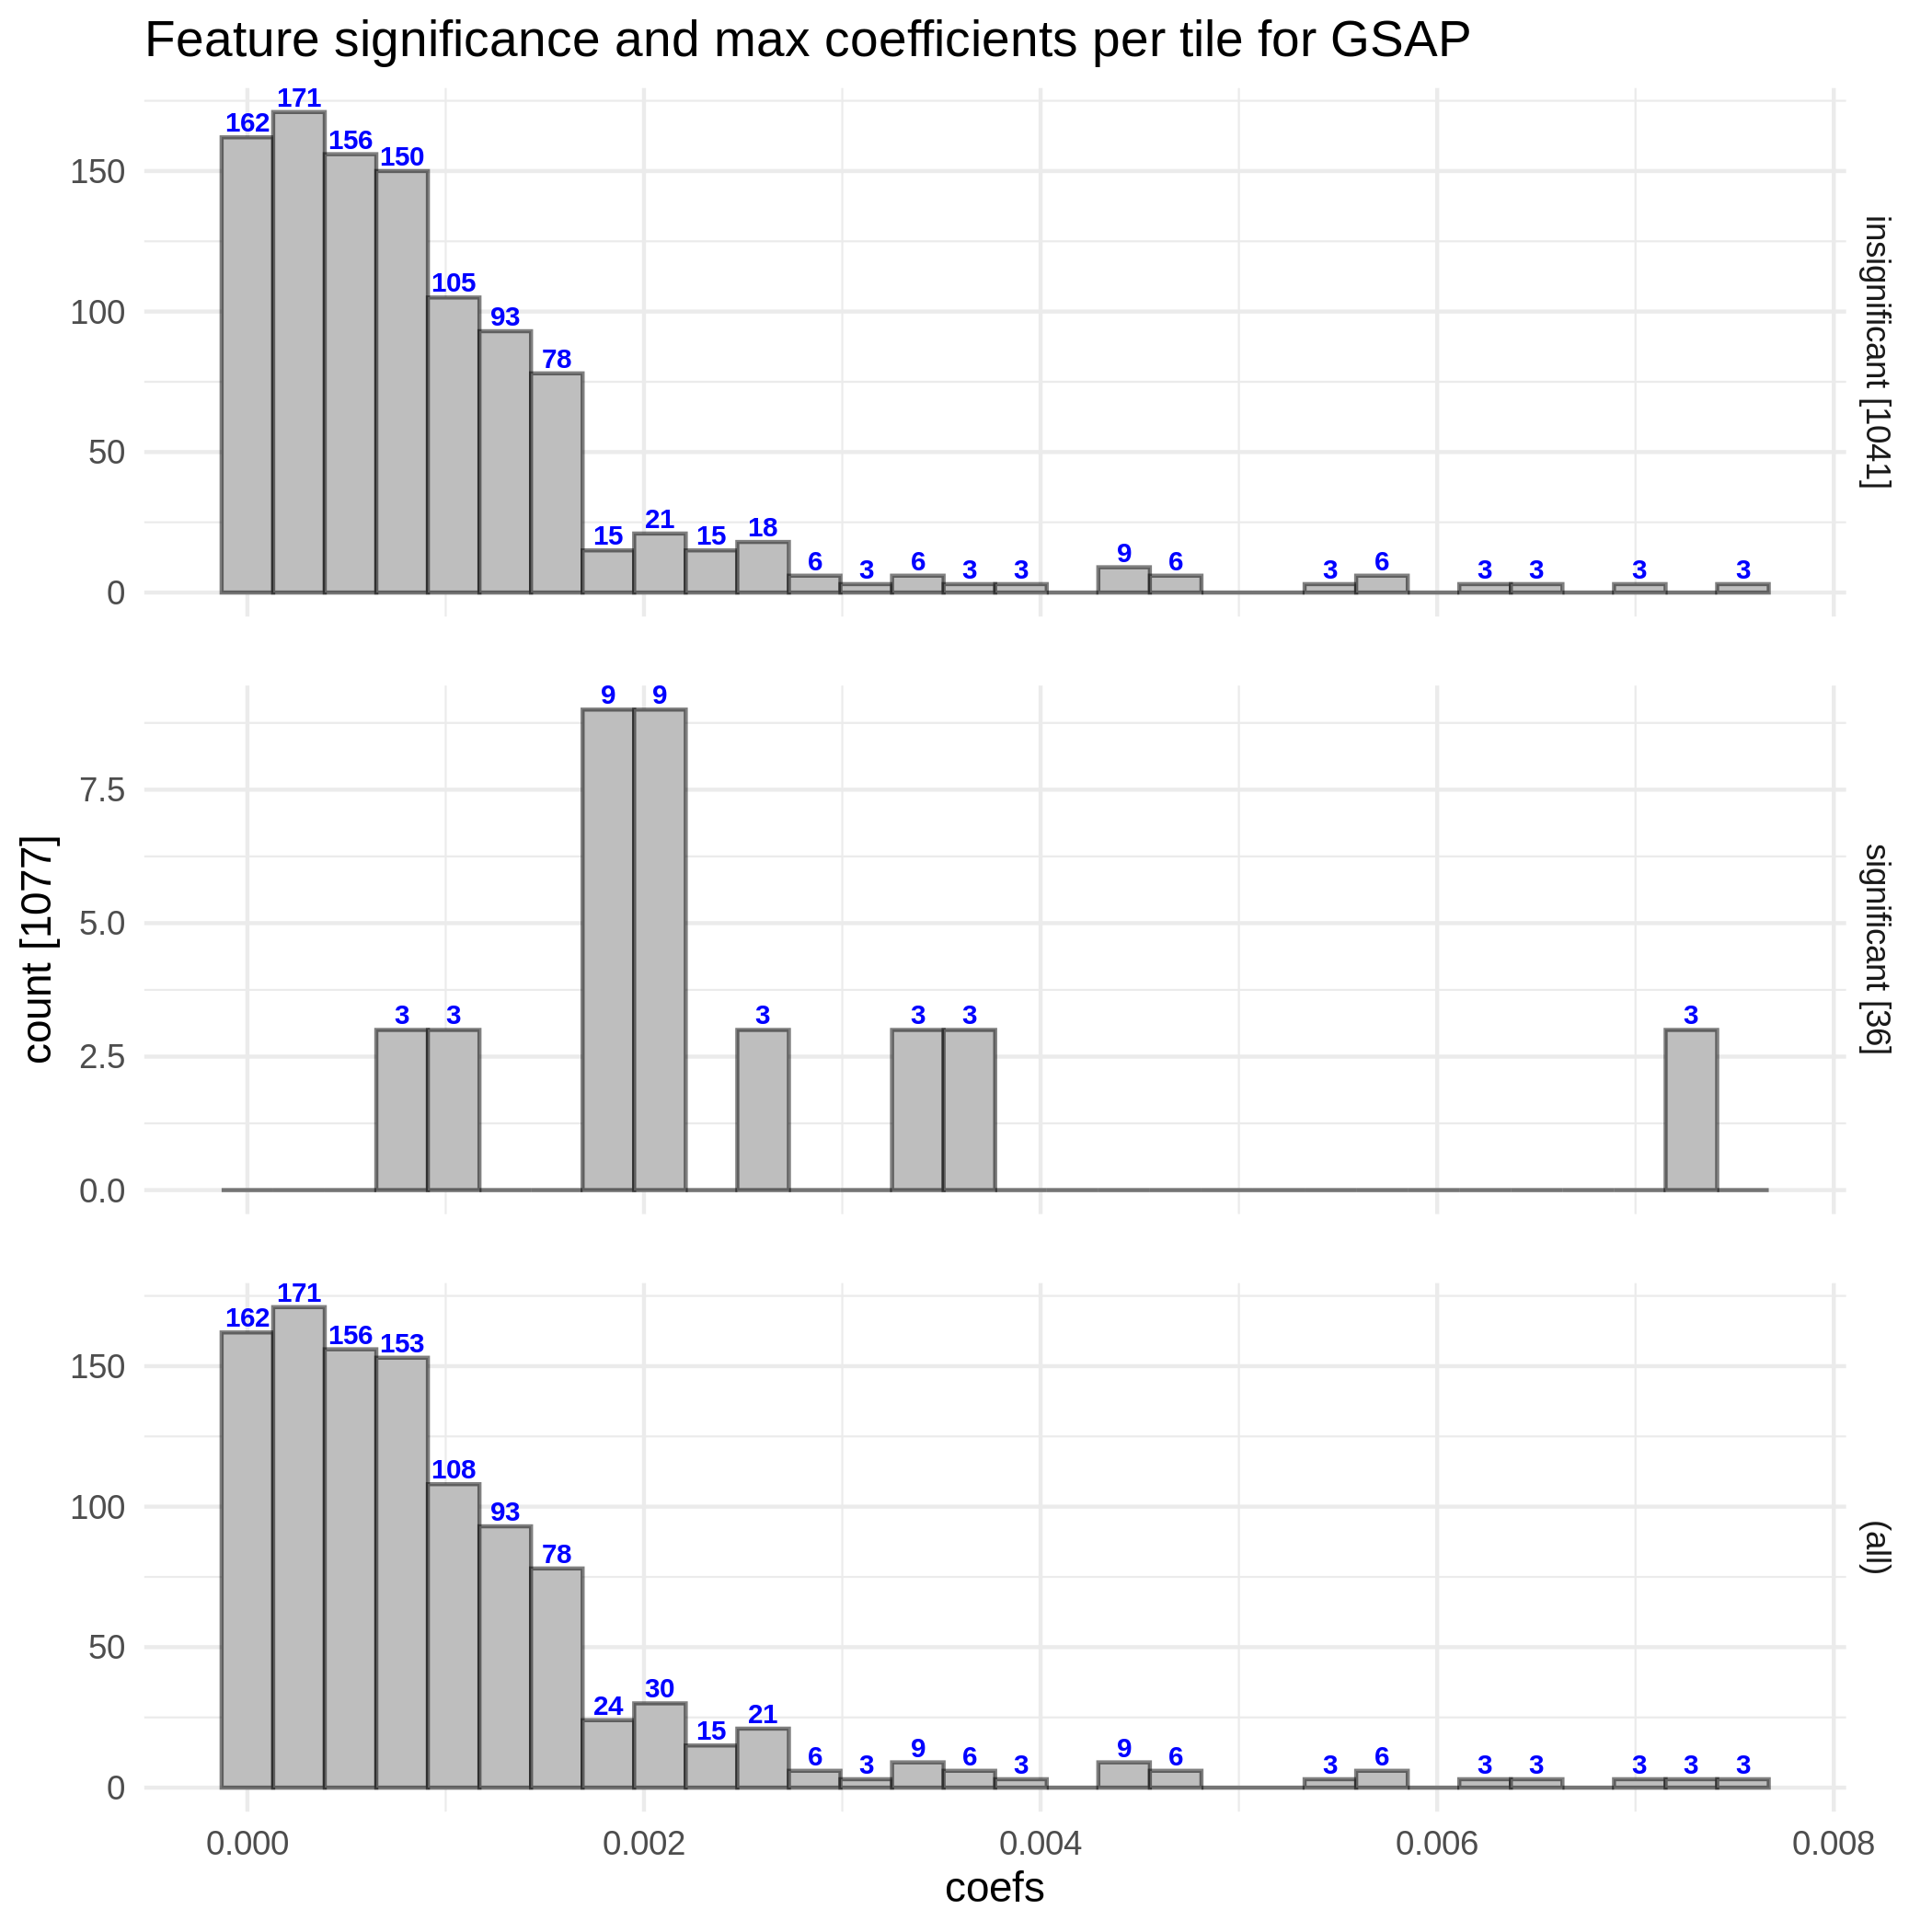 Feature significance and max coefficients per tile for GSAP
162 171 156 150 105 93 78 15 21 15 18 6 3 6 3 3 9 6 3 6 3 3 3 3
150
100
50
0
insignificant [1041]
3 3 9 9 3 3 3 3
7.5
5.0
2.5
0.0
significant [36]
count [1077]
162 171 156 153 108 93 78 24 30 15 21 6 3 9 6 3 9 6 3 6 3 3 3 3 3
150
100
50
0
(all)
0.000 0.002 0.004 0.006 0.008
coefs